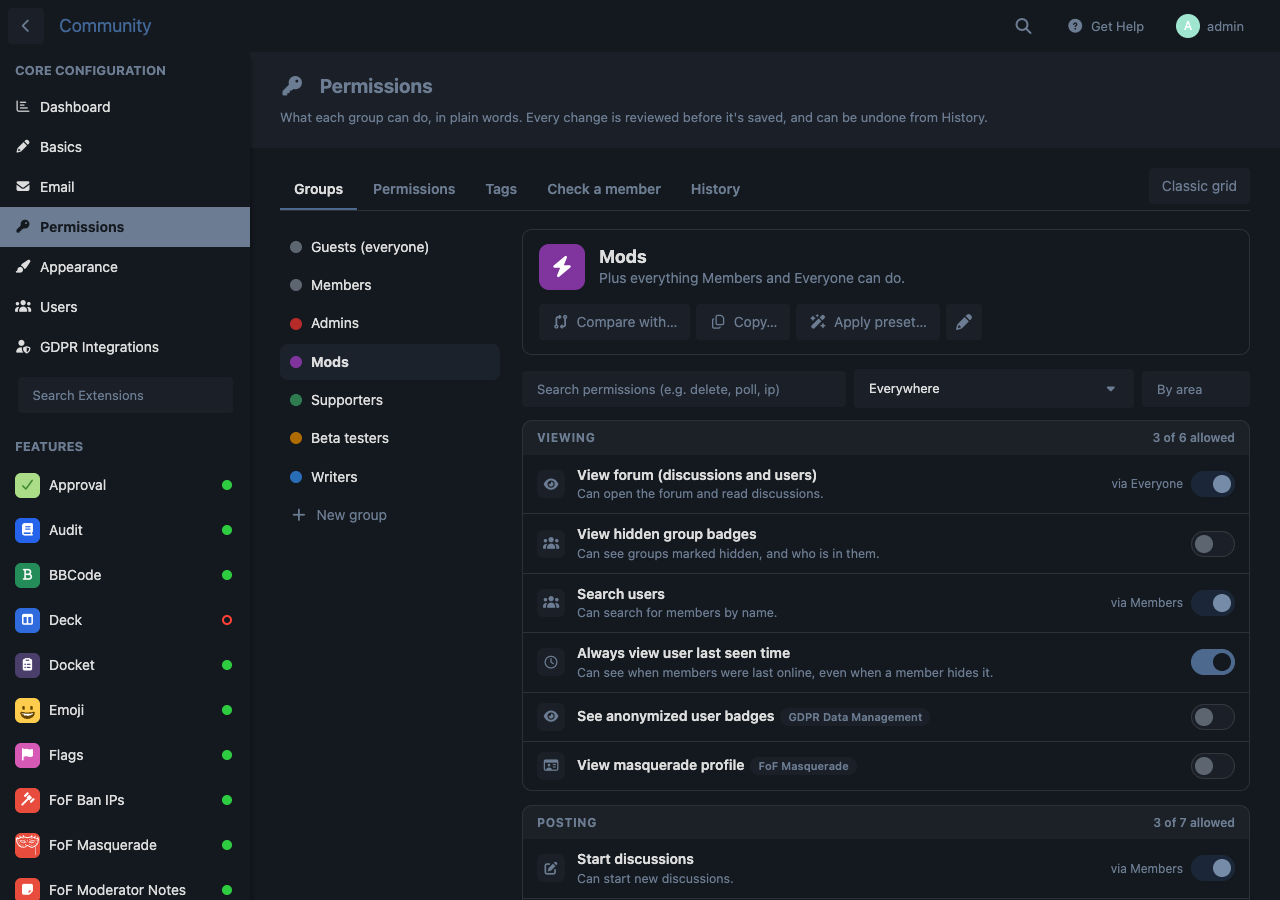 Community
Get Help
A
admin
CORE CONFIGURATION
Dashboard
Basics
Email
Permissions
Appearance
Users
GDPR Integrations
Search Extensions
FEATURES
Approval
Audit
B
BBCode
Deck
Docket
Emoji
Flags
FoF Ban IPs
FoF Masquerade
FoF Moderator Notes
Permissions
What each group can do, in plain words. Every change is reviewed before it's saved, and can be undone from History.
Groups
Permissions
Tags
Check a member
History
Classic grid
Guests (everyone)
Members
Admins
Mods
Supporters
Beta testers
Writers
New group
Mods
Plus everything Members and Everyone can do.
Compare with...
Copy...
Apply preset...
Search permissions (e.g. delete, poll, ip)
Everywhere
By area
VIEWING
3 of 6 allowed
View forum (discussions and users)
Can open the forum and read discussions.
via Everyone
View hidden group badges
Can see groups marked hidden, and who is in them.
Search users
Can search for members by name.
via Members
Always view user last seen time
Can see when members were last online, even when a member hides it.
See anonymized user badges
GDPR Data Management
View masquerade profile
FoF Masquerade
POSTING
3 of 7 allowed
Start discussions
Can start new discussions.
via Members